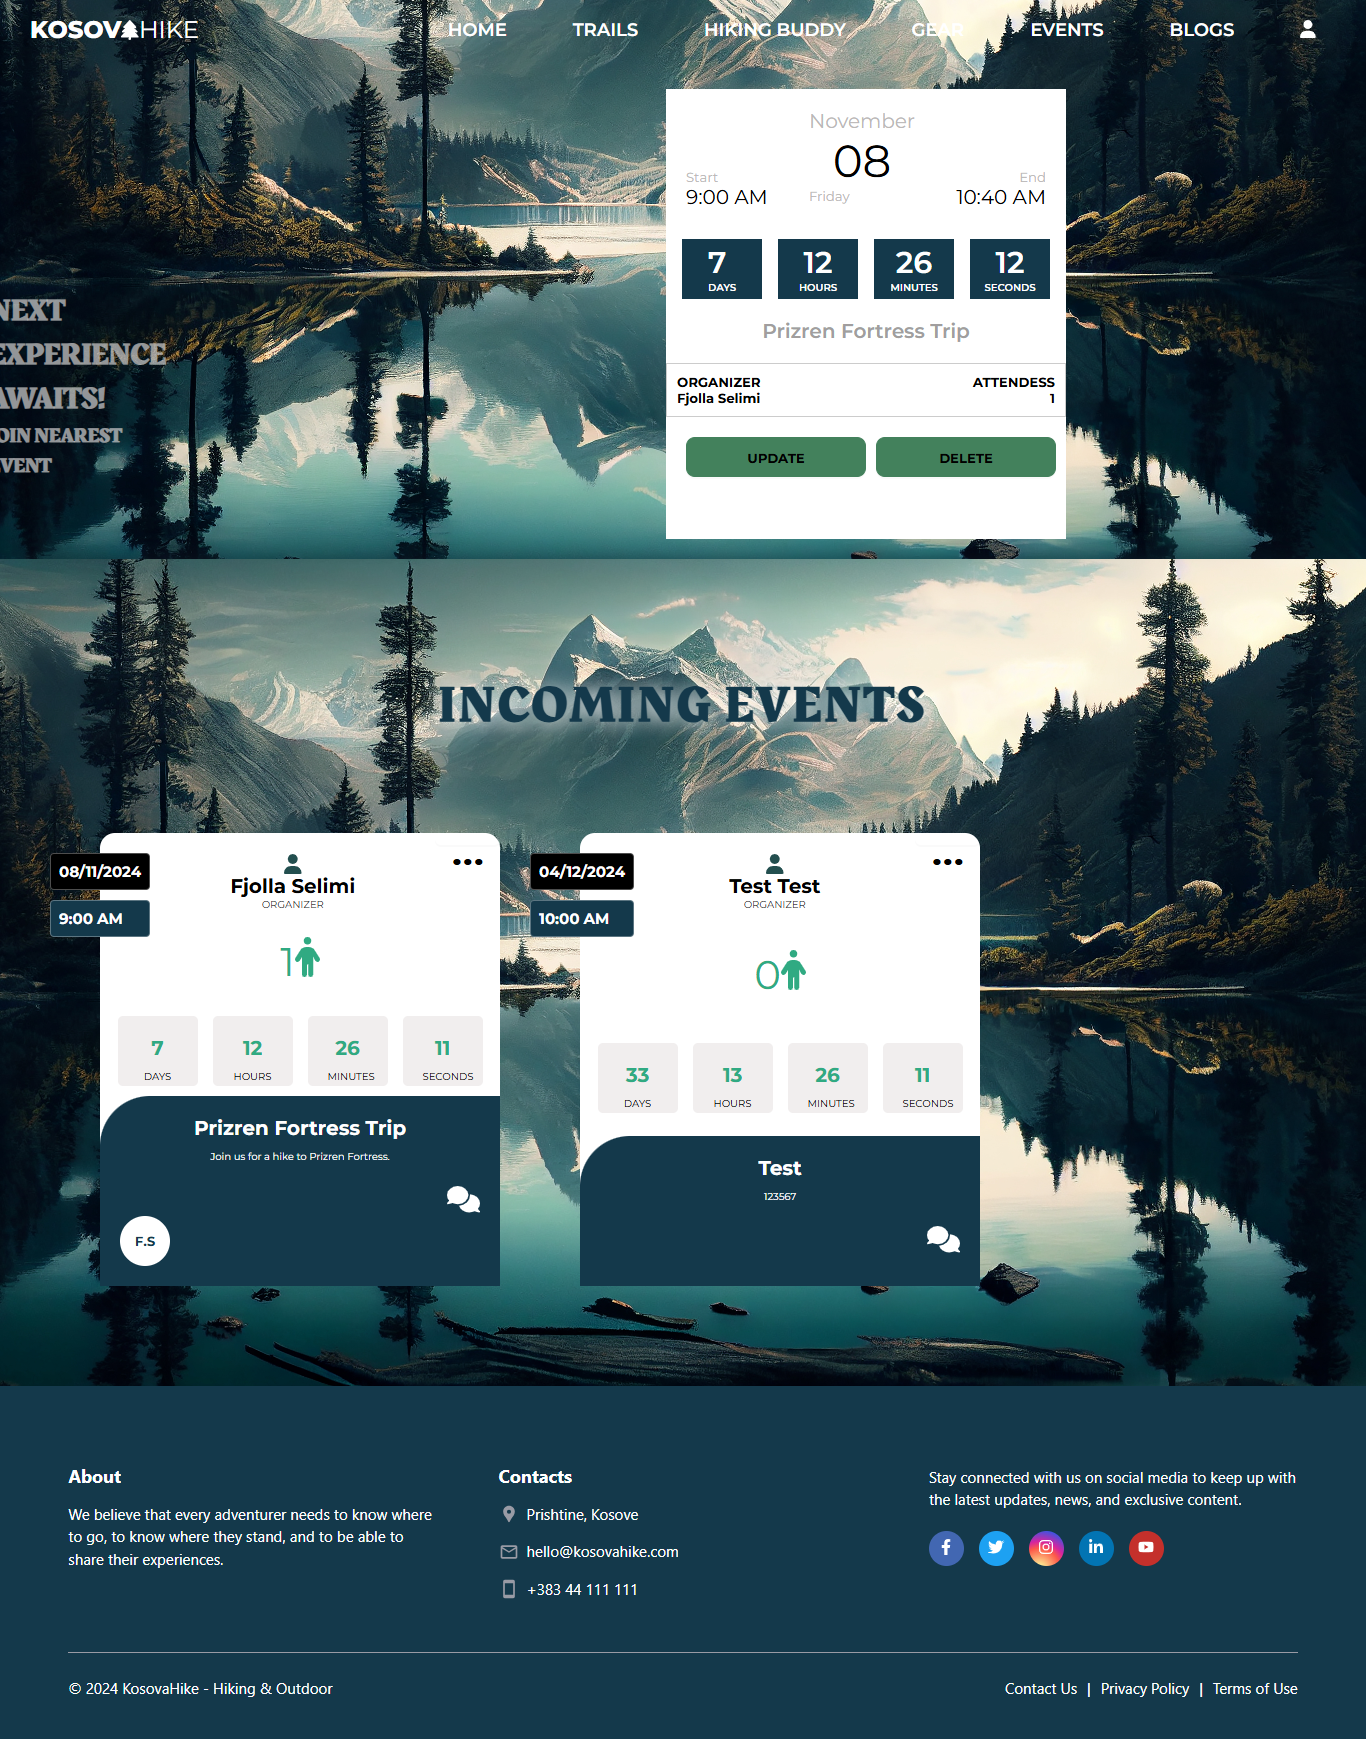 KOSOVAHIKE
HOME TRAILS HIKING BUDDY GEAR EVENTS BLOGS
November
08
Start
9:00 AM
Friday
End
10:40 AM
7 12 26 12
DAYS HOURS MINUTES SECONDS
NEXT
EXPERIENCE
AWAITS!
JOIN NEAREST
EVENT
Prizren Fortress Trip
ORGANIZER ATTENDESS
Fjolla Selimi 1
UPDATE DELETE
INCOMING EVENTS
08/11/2024
9:00 AM
Fjolla Selimi
ORGANIZER
1
7 12 26 11
DAYS HOURS MINUTES SECONDS
Prizren Fortress Trip
Join us for a hike to Prizren Fortress.
F.S
04/12/2024
10:00 AM
Test Test
ORGANIZER
0
33 13 26 11
DAYS HOURS MINUTES SECONDS
Test
123567
About
We believe that every adventurer needs to know where
to go, to know where they stand, and to be able to
share their experiences.
Contacts
Prishtine, Kosove
hello@kosovahike.com
+383 44 111 111
Stay connected with us on social media to keep up with
the latest updates, news, and exclusive content.
© 2024 KosovaHike - Hiking & Outdoor
Contact Us | Privacy Policy | Terms of Use